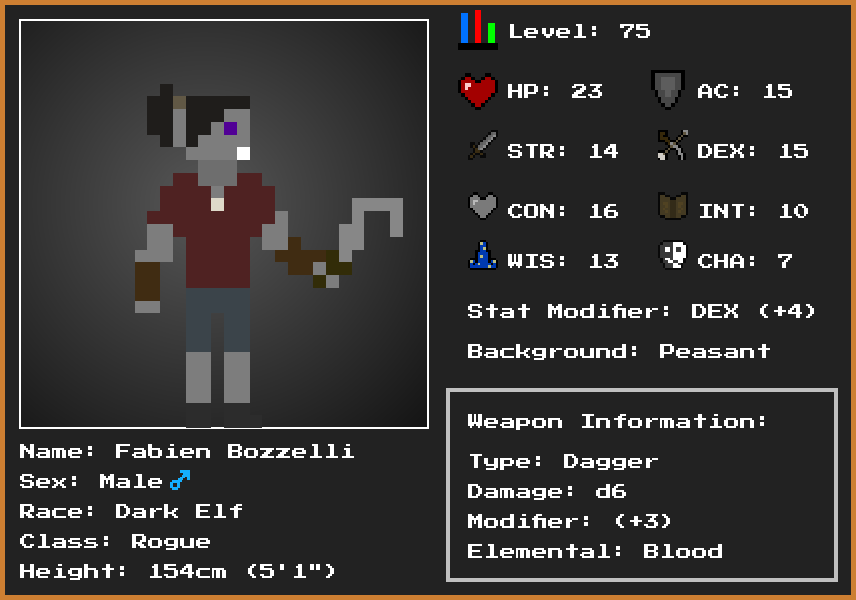 Level: 75
HP: 23
AC: 15
STR: 14
DEX: 15
CON: 16
INT: 10
WIS: 13
CHA: 7
Stat Modifier: DEX (+4)
Background: Peasant
Weapon Information:
Type: Dagger
Damage: d6
Modifier: (+3)
Elemental: Blood
Name: Fabien Bozzelli
Sex: Male ♂
Race: Dark Elf
Class: Rogue
Height: 154cm (5'1")